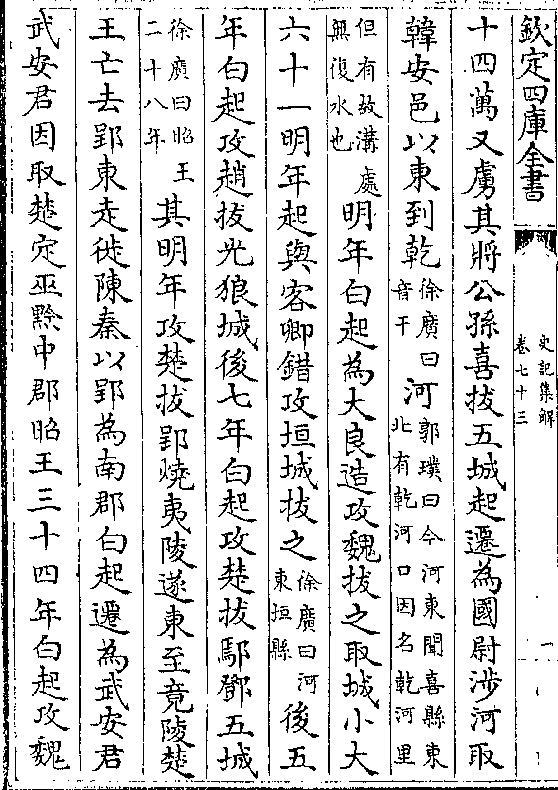 欽定四庫全書
史記集解
卷七十三
一
十四萬又虜其將公孫喜拔五城起遷為國尉涉河取
韓安邑以東到乾徐廣曰音干河郭璞曰今河東聞喜縣東北有乾河口因名乾河里
但有故溝處無復水也明年白起為大良造攻魏拔之取城小大
六十一明年起與客卿錯攻垣城拔之徐廣曰河東垣縣後五
年白起攻趙拔光狼城後七年白起攻楚拔鄢鄧五城
徐廣曰昭王二十八年其明年攻楚拔郢燒夷陵遂東至竟陵楚
王亡去郢東走徙陳秦以郢為南郡白起遷為武安君
武安君因取楚定巫黔中郡昭王三十四年白起攻魏